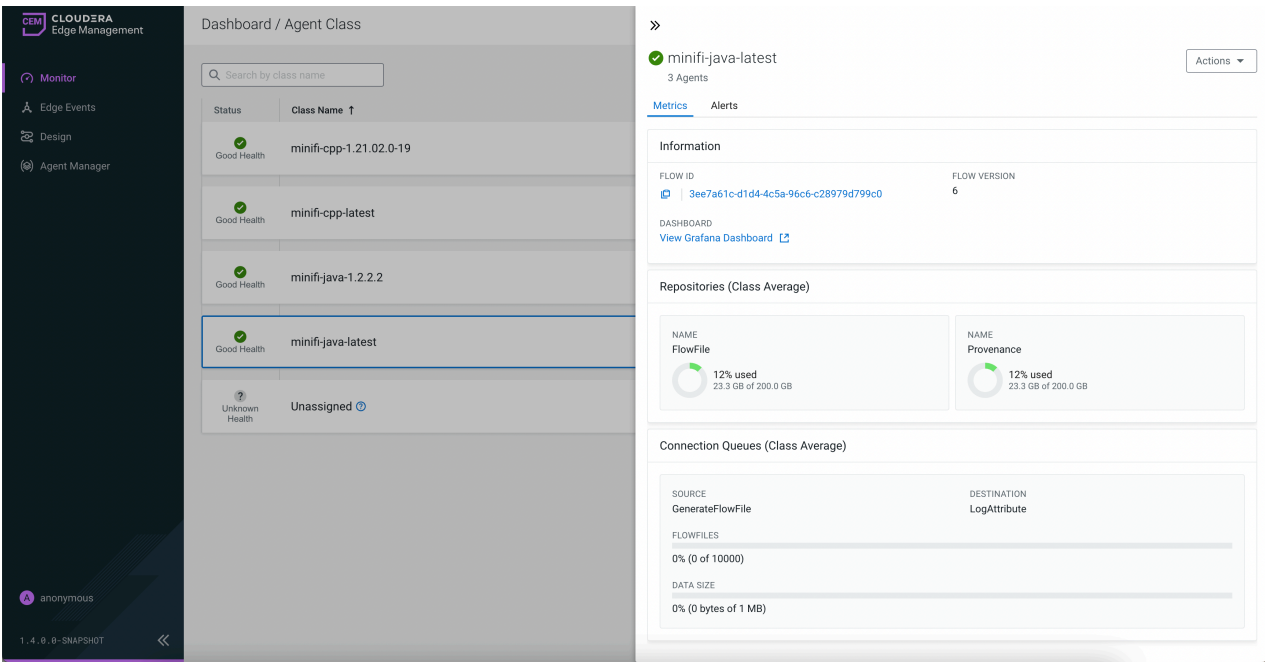 CEM CLOUDERA
Edge Management
Monitor
Edge Events
Design
Agent Manager
A anonymous
1.4.0.0-SNAPSHOT
Dashboard / Agent Class
Search by class name
Status Class Name ↑
Good Health minifi-cpp-1.21.02.0-19
Good Health minifi-cpp-latest
Good Health minifi-java-1.2.2.2
Good Health minifi-java-latest
? Unknown Health Unassigned ?
minifi-java-latest
3 Agents
Actions
Metrics Alerts
Information
FLOW ID FLOW VERSION
3ee7a61c-d1d4-4c5a-96c6-c28979d799c0 6
DASHBOARD
View Grafana Dashboard
Repositories (Class Average)
NAME
FlowFile
12% used
23.3 GB of 200.0 GB
NAME
Provenance
12% used
23.3 GB of 200.0 GB
Connection Queues (Class Average)
SOURCE DESTINATION
GenerateFlowFile LogAttribute
FLOWFILES
0% (0 of 10000)
DATA SIZE
0% (0 bytes of 1 MB)